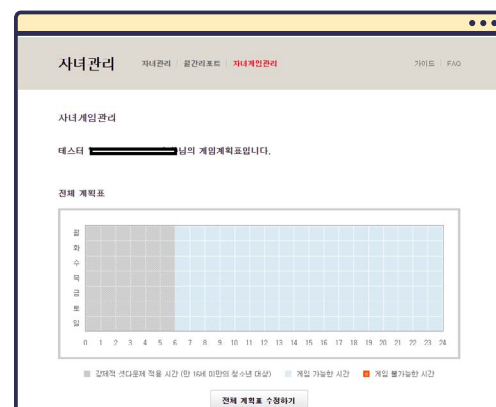 사녀관리 자녀관리 월간리포트 자녀게임관리 가이드 FAQ
사녀게임관리
테스터 님의 게임계획표입니다.
전체 계획표
월
화
수
목
금
토
일
0 1 2 3 4 5 6 7 8 9 10 11 12 13 14 15 16 17 18 19 20 21 22 23 24
강제적 셧다운제 적용 시간 (만 16세 미만의 청소년 대상) 게임 가능한 시간 게임 불가능한 시간
전체 계획표 수정하기